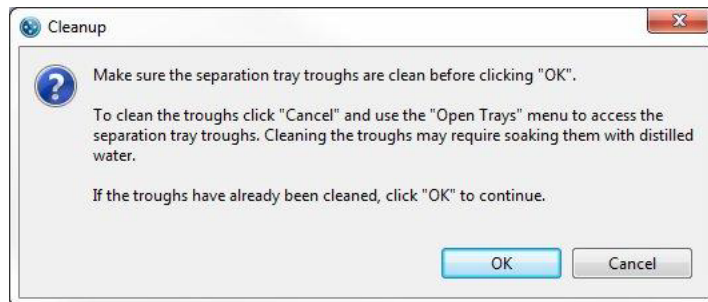 Cleanup
Make sure the separation tray troughs are clean before clicking "OK".
To clean the troughs click "Cancel" and use the "Open Trays" menu to access the
separation tray troughs. Cleaning the troughs may require soaking them with distilled
water.
If the troughs have already been cleaned, click "OK" to continue.
OK
Cancel